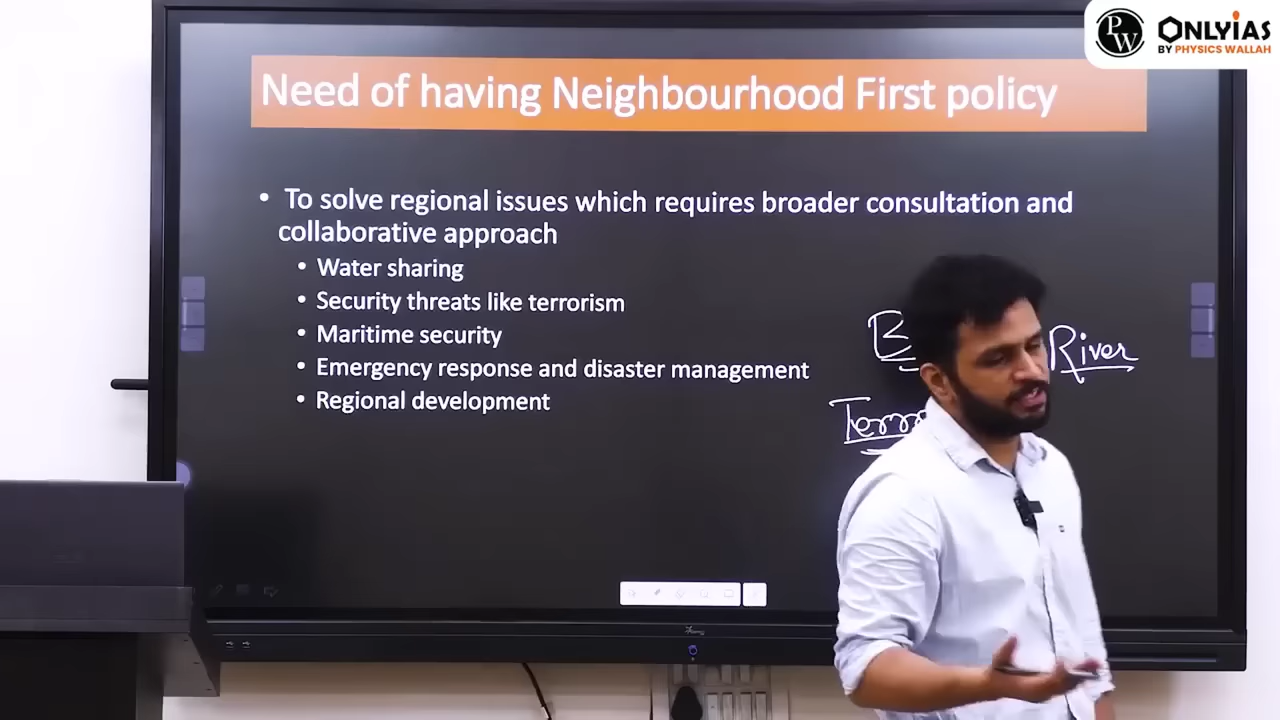 PW
ONLYIAS
BY PHYSICS WALLAH
Need of having Neighbourhood First policy
• To solve regional issues which requires broader consultation and
collaborative approach
• Water sharing
• Security threats like terrorism
• Maritime security
• Emergency response and disaster management
• Regional development
River